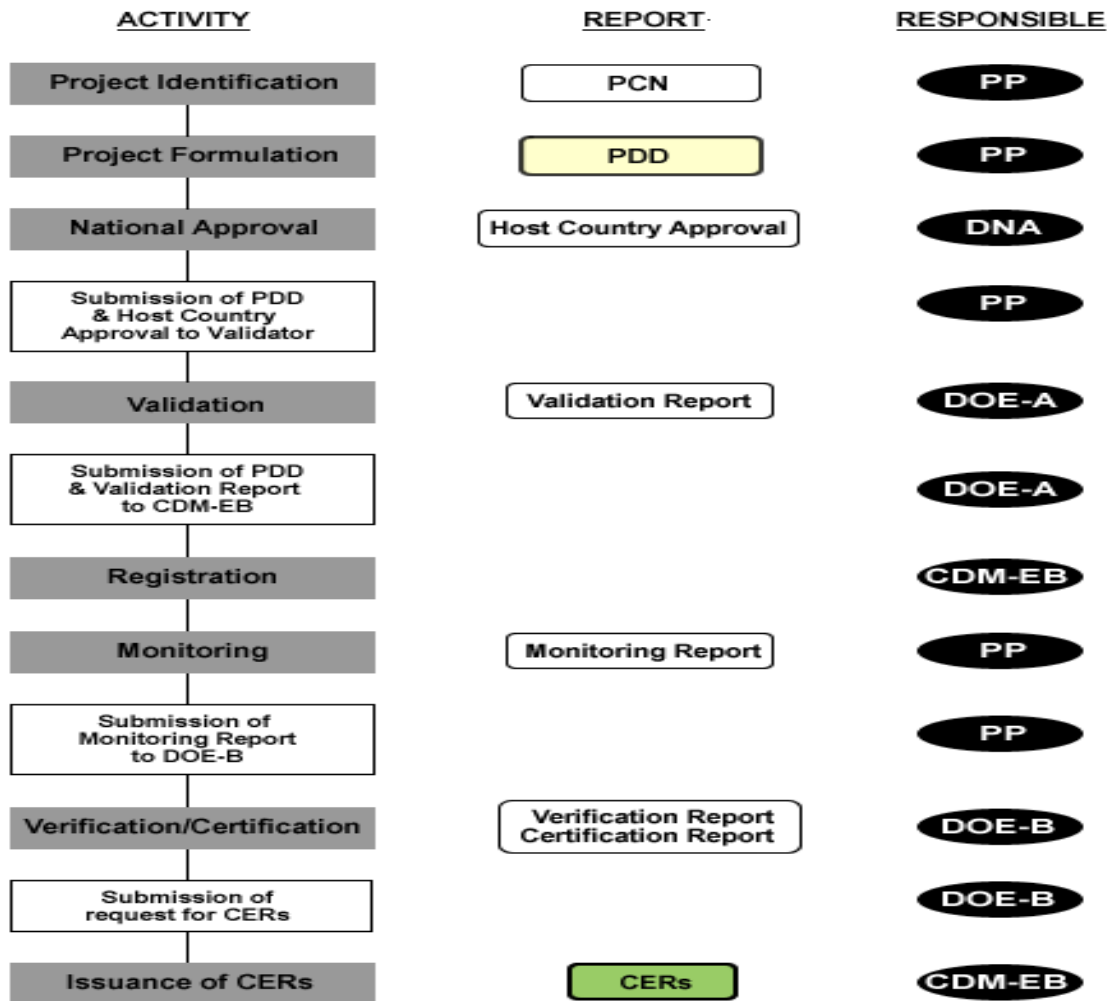 ACTIVITY REPORT RESPONSIBLE
Project Identification PCN PP
Project Formulation PDD PP
National Approval Host Country Approval DNA
Submission of PDD
& Host Country
Approval to Validator
PP
Validation Validation Report DOE-A
Submission of PDD
& Validation Report
to CDM-EB
DOE-A
Registration CDM-EB
Monitoring Monitoring Report PP
Submission of
Monitoring Report
to DOE-B
PP
Verification/Certification
Verification Report
Certification Report
DOE-B
Submission of
request for CERs
DOE-B
Issuance of CERs CERs CDM-EB